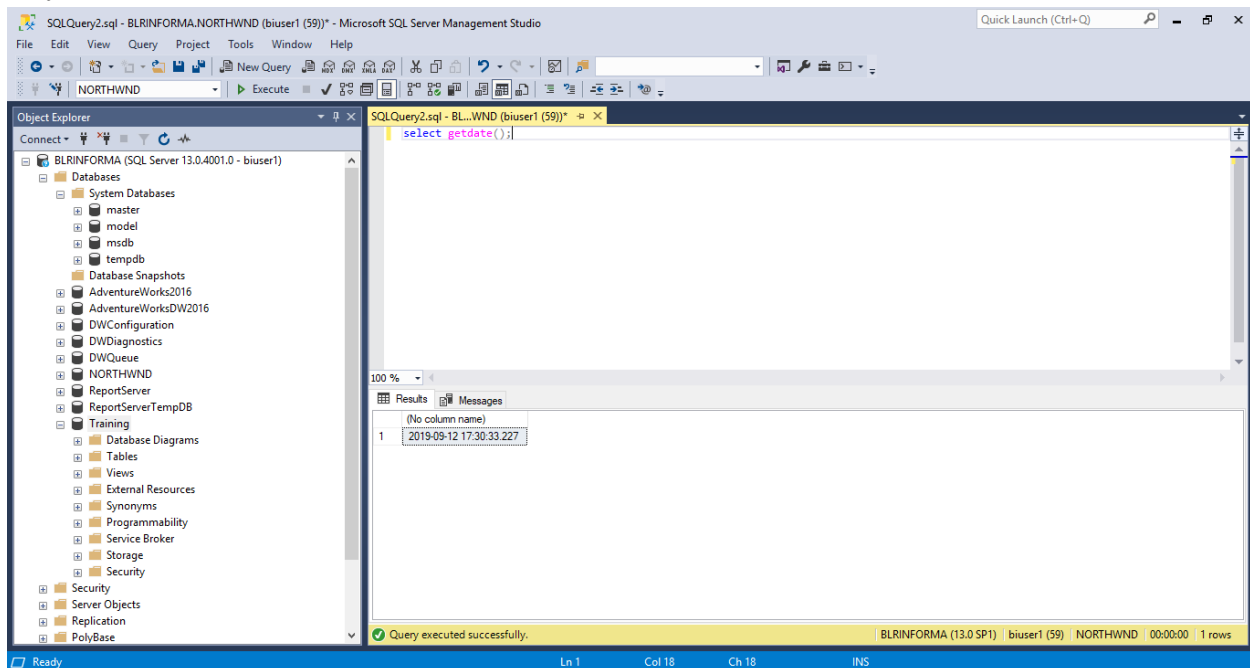 SQLQuery2.sql - BLRINFORMA.NORTHWND (biuser1 (59))* - Microsoft SQL Server Management Studio
Quick Launch (Ctrl+Q)
File Edit View Query Project Tools Window Help
New Query MDX DMX XMLA DAX
NORTHWND Execute
Object Explorer
Connect
BLRINFORMA (SQL Server 13.0.4001.0 - biuser1)
Databases
System Databases
master
model
msdb
tempdb
Database Snapshots
AdventureWorks2016
AdventureWorksDW2016
DWConfiguration
DWDiagnostics
DWQueue
NORTHWND
ReportServer
ReportServerTempDB
Training
Database Diagrams
Tables
Views
External Resources
Synonyms
Programmability
Service Broker
Storage
Security
Security
Server Objects
Replication
PolyBase
SQLQuery2.sql - BL...WND (biuser1 (59))*
select getdate();
100 %
Results Messages
(No column name)
1 2019-09-12 17:30:33.227
Query executed successfully. BLRINFORMA (13.0 SP1) biuser1 (59) NORTHWND 00:00:00 1 rows
Ready Ln 1 Col 18 Ch 18 INS